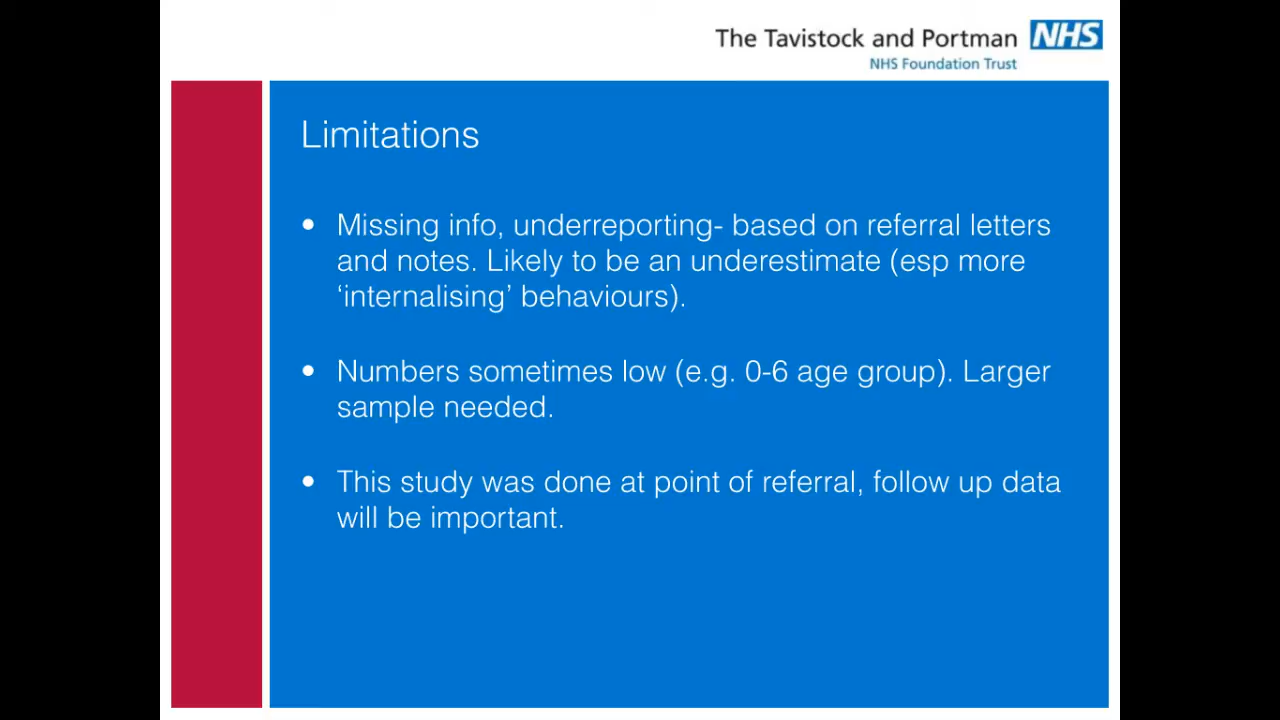 The Tavistock and Portman NHS
NHS Foundation Trust
Limitations
• Missing info, underreporting- based on referral letters
and notes. Likely to be an underestimate (esp more
‘internalising’ behaviours).
• Numbers sometimes low (e.g. 0-6 age group). Larger
sample needed.
• This study was done at point of referral, follow up data
will be important.